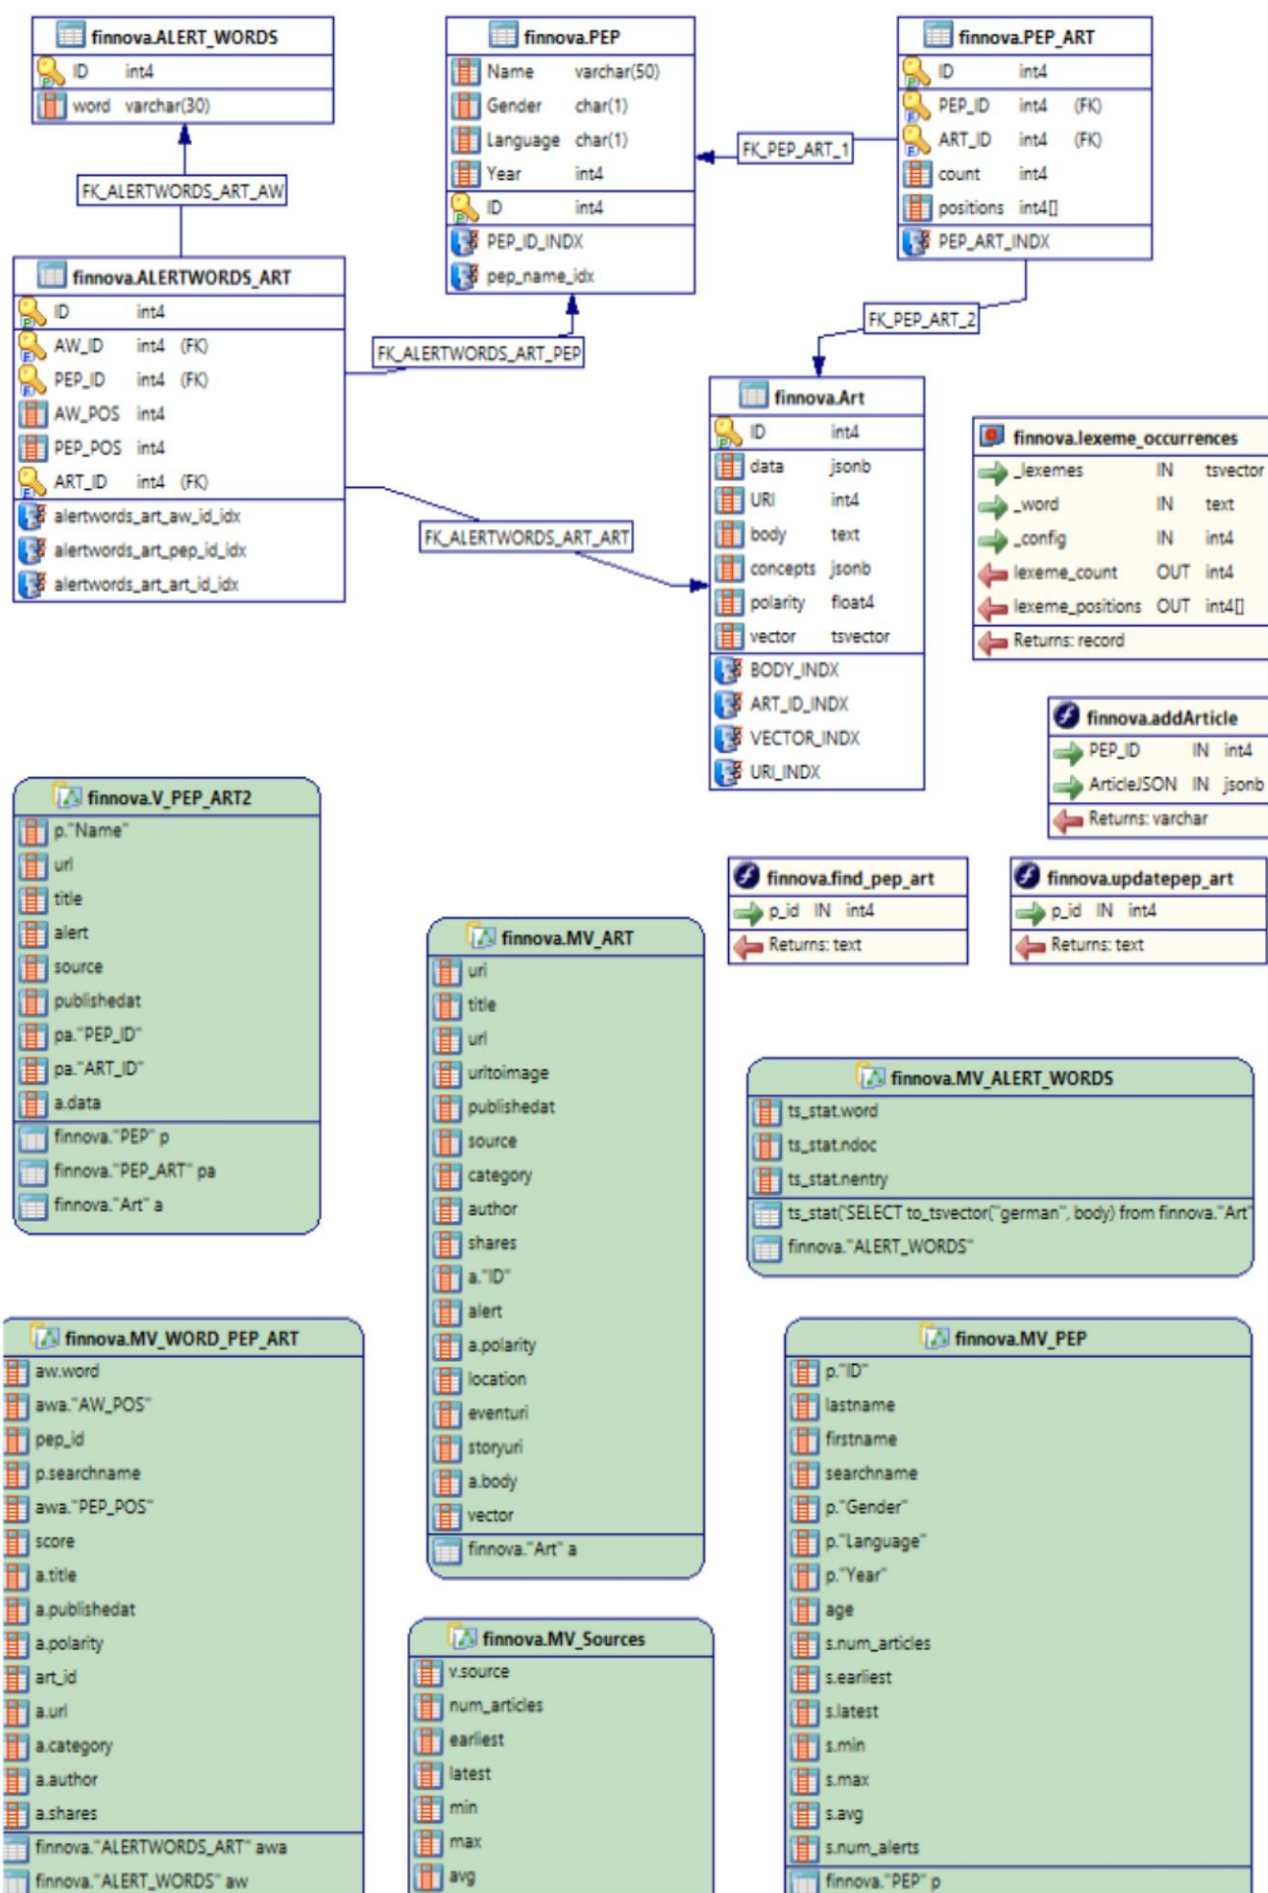 finnova.ALERT_WORDS
ID int4
word varchar(30)
FK_ALERTWORDS_ART_AW
finnova.ALERTWORDS_ART
ID int4
AW_ID int4 (FK)
PEP_ID int4 (FK)
AW_POS int4
PEP_POS int4
ART_ID int4 (FK)
alertwords_art_aw_id_idx
alertwords_art_pep_id_idx
alertwords_art_art_id_idx
finnova.PEP
Name varchar(50)
Gender char(1)
Language char(1)
Year int4
ID int4
PEP_ID_INDX
pep_name_idx
FK_ALERTWORDS_ART_PEP
FK_PEP_ART_1
finnova.PEP_ART
ID int4
PEP_ID int4 (FK)
ART_ID int4 (FK)
count int4
positions int4[]
PEP_ART_INDX
FK_PEP_ART_2
FK_ALERTWORDS_ART_ART
finnova.Art
ID int4
data jsonb
URI int4
body text
concepts jsonb
polarity float4
vector tsvector
BODY_INDX
ART_ID_INDX
VECTOR_INDX
URI_INDX
finnova.lexeme_occurrences
_lexemes IN tsvector
_word IN text
_config IN int4
lexeme_count OUT int4
lexeme_positions OUT int4[]
Returns: record
finnova.addArticle
PEP_ID IN int4
ArticleJSON IN jsonb
Returns: varchar
finnova.find_pep_art
p_id IN int4
Returns: text
finnova.updatepep_art
p_id IN int4
Returns: text
finnova.V_PEP_ART2
p."Name"
url
title
alert
source
publishedat
pa."PEP_ID"
pa."ART_ID"
a.data
finnova."PEP" p
finnova."PEP_ART" pa
finnova."Art" a
finnova.MV_ART
uri
title
url
urltoimage
publishedat
source
category
author
shares
a."ID"
alert
a.polarity
location
eventuri
storyuri
a.body
vector
finnova."Art" a
finnova.MV_ALERT_WORDS
ts_stat.word
ts_stat.ndoc
ts_stat.nentry
ts_stat('SELECT to_tsvector(''german'', body) from finnova."Art"
finnova."ALERT_WORDS"
finnova.MV_WORD_PEP_ART
aw.word
awa."AW_POS"
pep_id
p.searchname
awa."PEP_POS"
score
a.title
a.publishedat
a.polarity
art_id
a.url
a.category
a.author
a.shares
finnova."ALERTWORDS_ART" awa
finnova."ALERT_WORDS" aw
finnova.MV_Sources
v.source
num_articles
earliest
latest
min
max
avg
finnova.MV_PEP
p."ID"
lastname
firstname
searchname
p."Gender"
p."Language"
p."Year"
age
s.num_articles
s.earliest
s.latest
s.min
s.max
s.avg
s.num_alerts
finnova."PEP" p